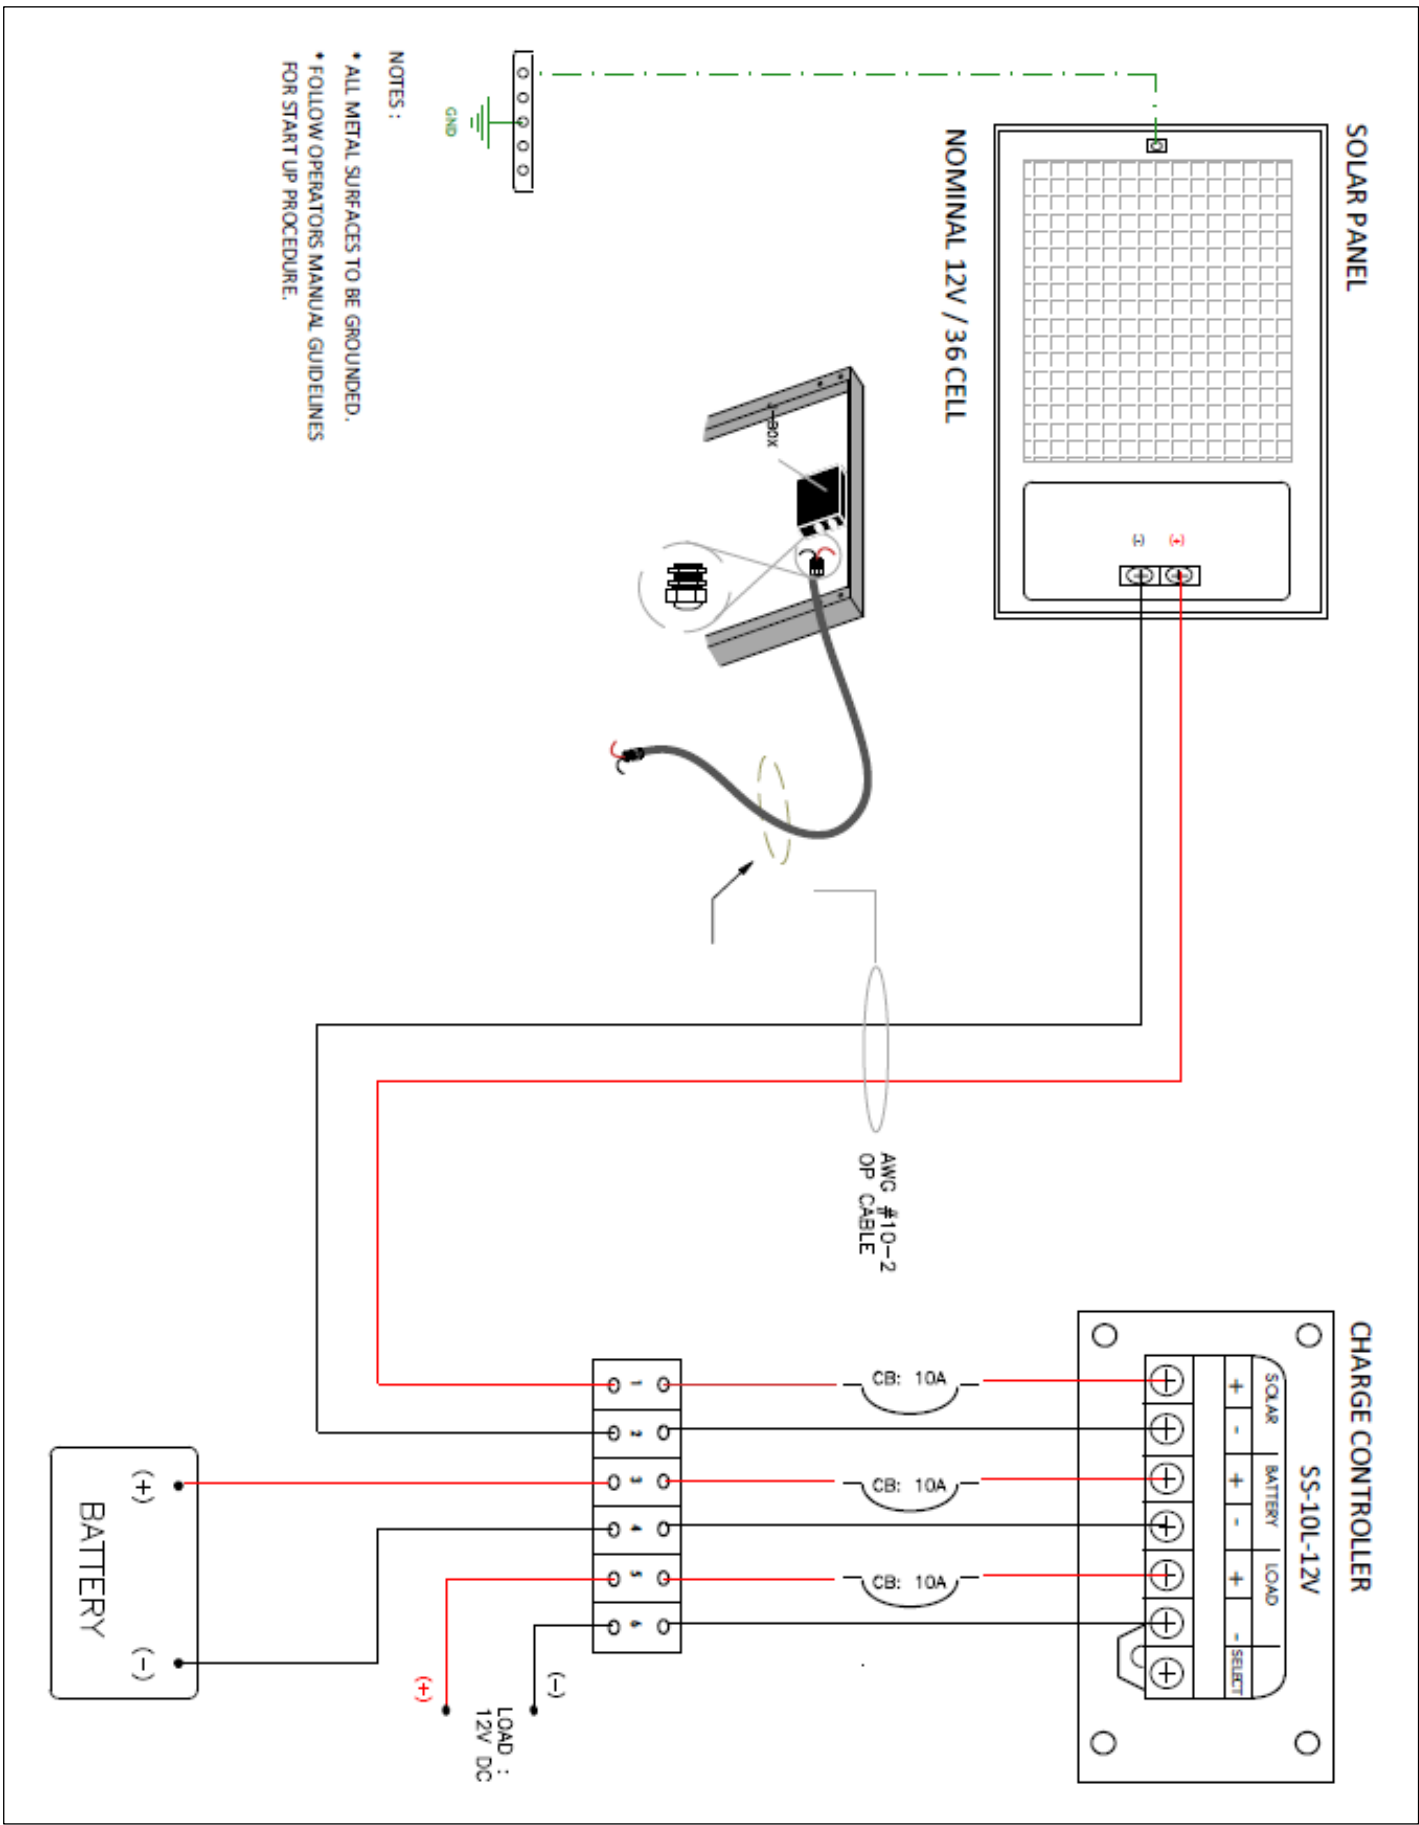 SOLAR PANEL
(+)
(-)
NOMINAL 12V / 36 CELL
CHARGE CONTROLLER
SS-10L-12V
SOLAR
BATTERY
LOAD
+
-
+
-
+
-
SELECT
CB: 10A
CB: 10A
CB: 10A
AWG #10-2
OP CABLE
-BOX
1
2
3
4
5
6
GND
NOTES :
* ALL METAL SURFACES TO BE GROUNDED.
* FOLLOW OPERATORS MANUAL GUIDELINES
FOR START UP PROCEDURE.
(-)
LOAD :
12V DC
(+)
(+)
(-)
BATTERY